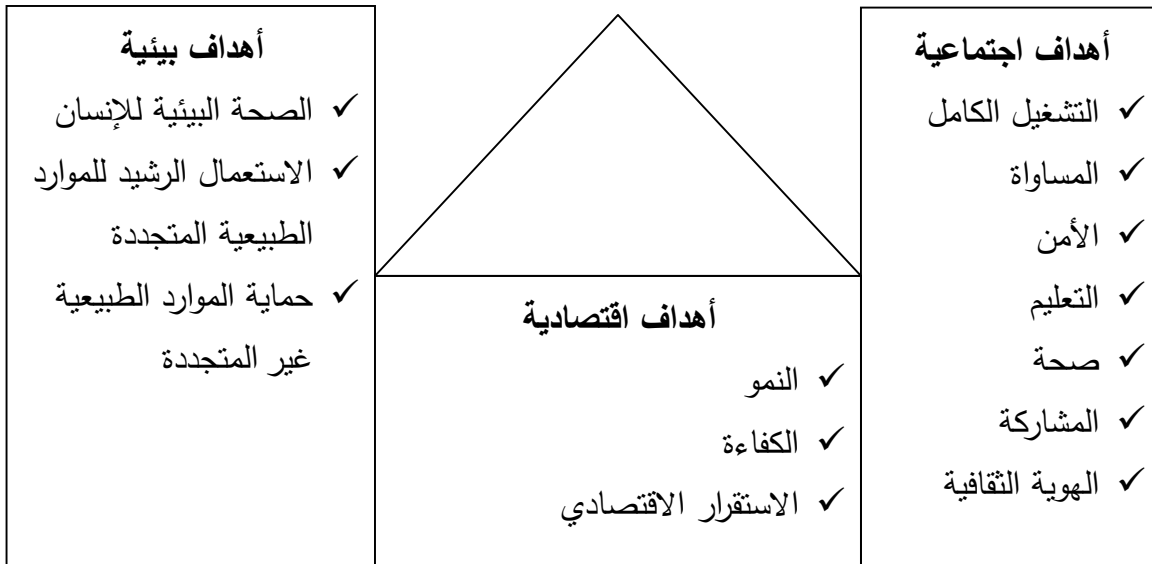 أهداف اجتماعية
✓ التشغيل الكامل
✓ المساواة
✓ الأمن
✓ التعليم
✓ صحة
✓ المشاركة
✓ الهوية الثقافية
أهداف اقتصادية
✓ النمو
✓ الكفاءة
✓ الاستقرار الاقتصادي
أهداف بيئية
✓ الصحة البيئية للإنسان
✓ الاستعمال الرشيد للموارد
الطبيعية المتجددة
✓ حماية الموارد الطبيعية
غير المتجددة